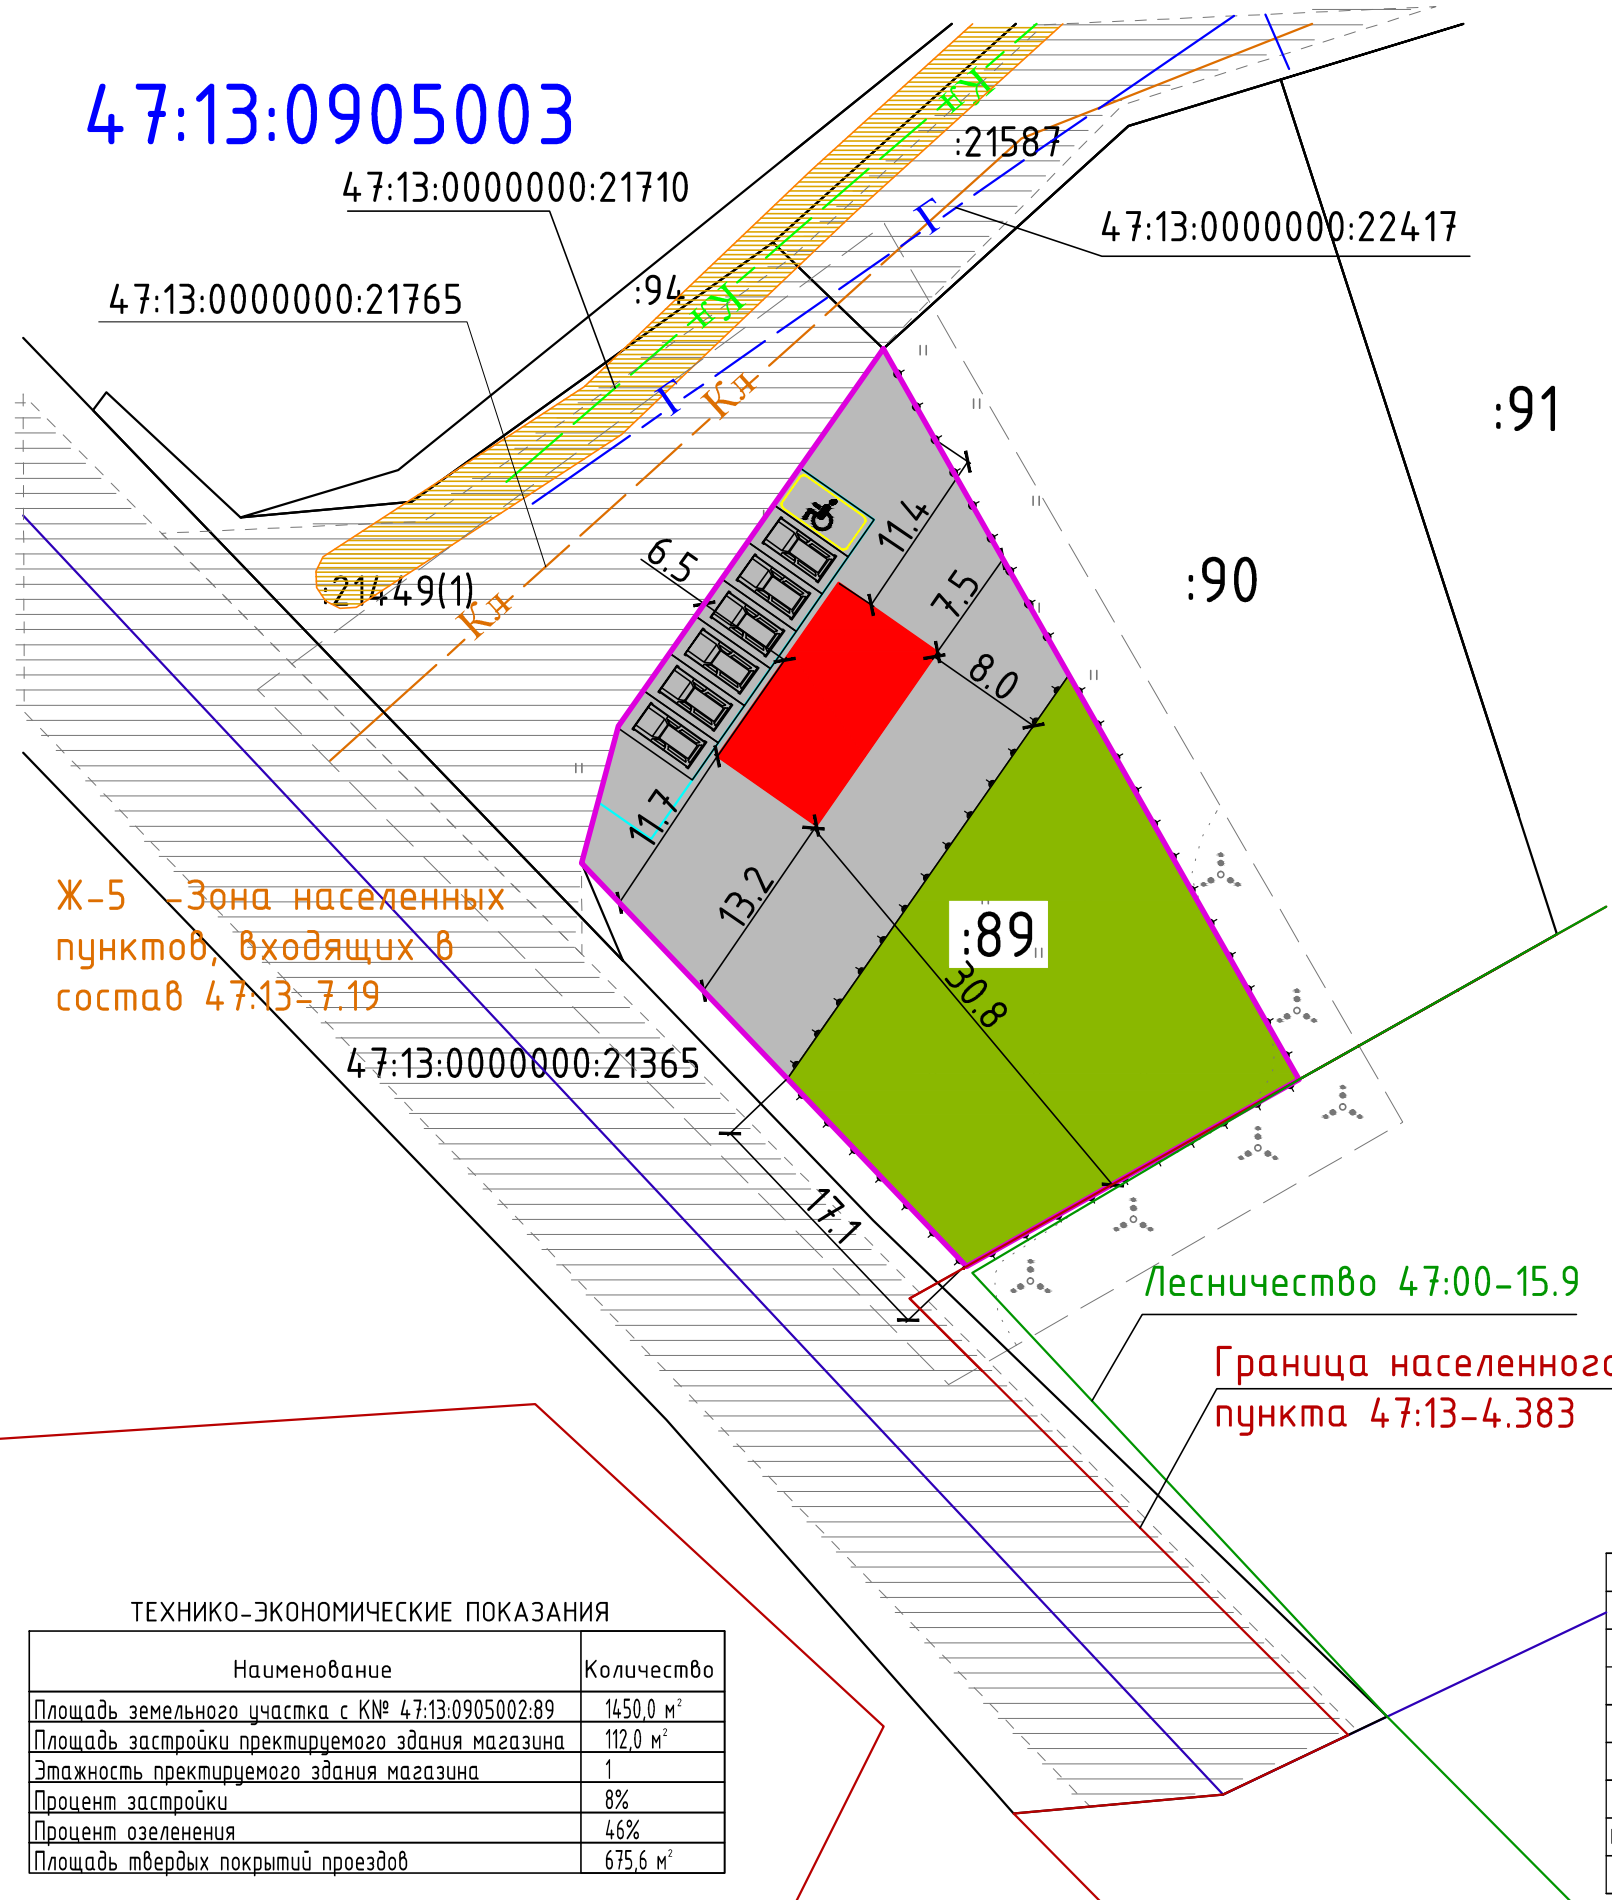 47:13:0905003
:21587
47:13:0000000:21710
47:13:0000000:22417
:94
47:13:0000000:21765
Кл
Кл
Г
Г
Кл
Кл
:91
:90
:21449(1)
6.5
11.4
7.5
8.0
11.7
13.2
:89
30.8
17.1
Ж-5 -Зона населенных
пунктов, входящих в
состав 47:13-7.19
47:13:0000000:21365
Лесничество 47:00-15.9
Граница населенного
пункта 47:13-4.383
ТЕХНИКО-ЭКОНОМИЧЕСКИЕ ПОКАЗАНИЯ
Наименование Количество
Площадь земельного участка с К№ 47:13:0905002:89 1450,0 м²
Площадь застройки пректируемого здания магазина 112,0 м²
Этажность пректируемого здания магазина 1
Процент застройки 8%
Процент озеленения 46%
Площадь твердых покрытий проездов 675,6 м²